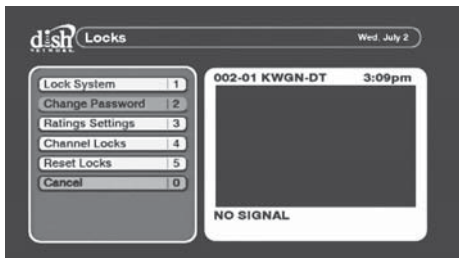 dish
NETWORK
Locks
Wed, July 2
Lock System 1
Change Password 2
Ratings Settings 3
Channel Locks 4
Reset Locks 5
Cancel 0
002-01 KWGN-DT 3:09pm
NO SIGNAL